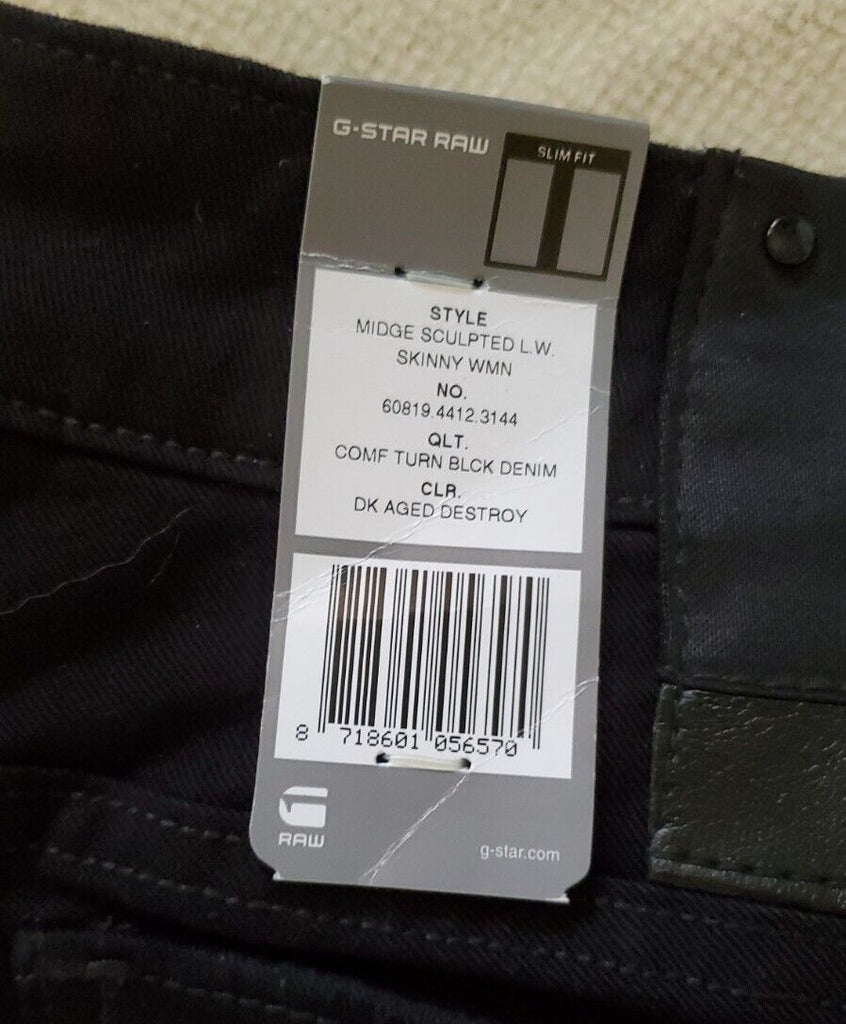 G-STAR RAW
SLIM FIT
STYLE
MIDGE SCULPTED L.W.
SKINNY WMN
NO.
60819.4412.3144
QLT.
COMF TURN BLCK DENIM
CLR.
DK AGED DESTROY
8 718601 056570
G
RAW
g-star.com